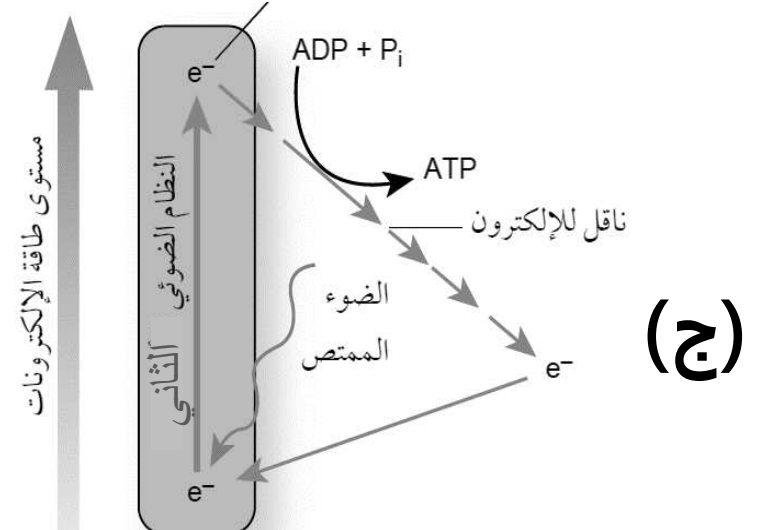 e⁻
ADP + Pᵢ
ATP
ناقل للإلكترون
مستوى طاقة الإلكترونات
النظام الضوئي الثاني
الضوء
الممتص
(ج)
e⁻
e⁻